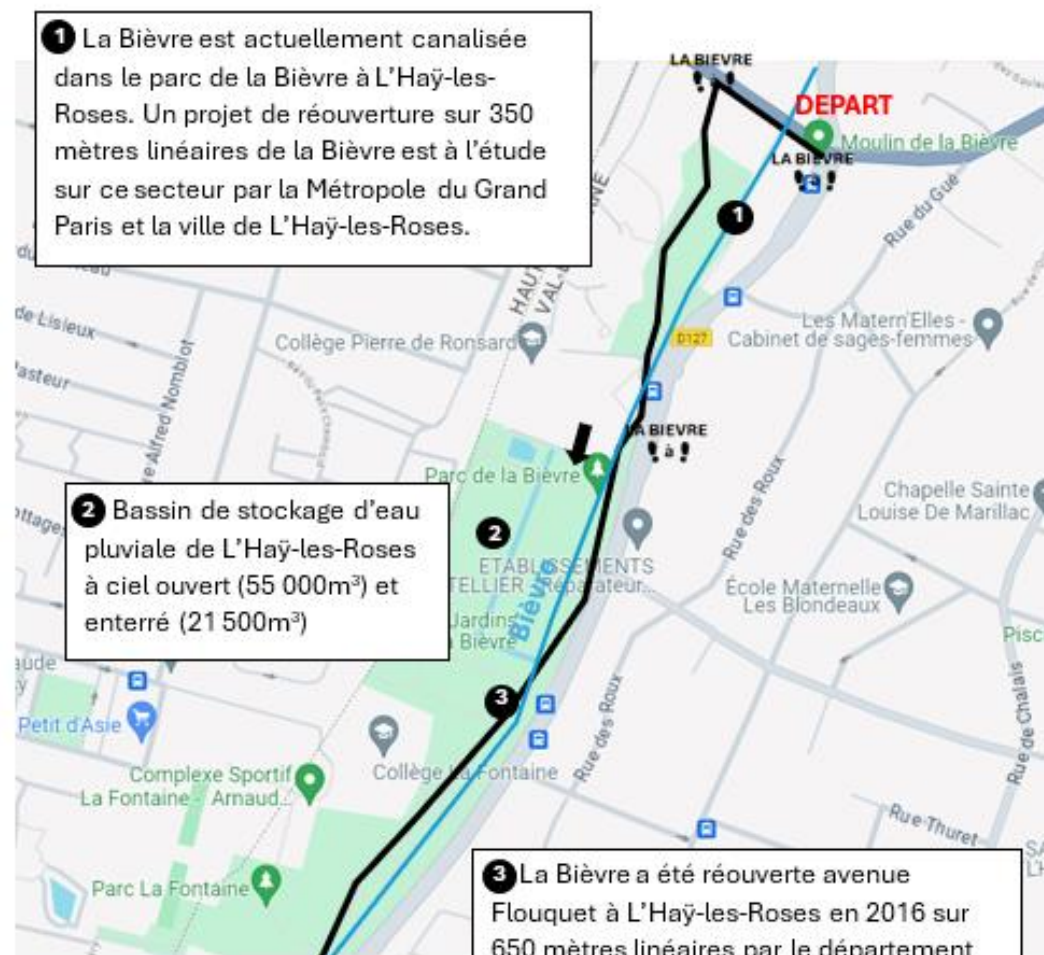 1 La Bièvre est actuellement canalisée
dans le parc de la Bièvre à L'Haÿ-les-
Roses. Un projet de réouverture sur 350
mètres linéaires de la Bièvre est à l'étude
sur ce secteur par la Métropole du Grand
Paris et la ville de L'Haÿ-les-Roses.
LA BIEVRE
DEPART
Moulin de la Bièvre
LA BIEVRE
1
Rue du Gué
HAUT
VAL-D
de Lisieux
Collège Pierre de Ronsard
D127
Les Matern'Elles -
Cabinet de sages-femmes
Pasteur
Alfred Nomblot
LA BIEVRE
à
Parc de la Bièvre
Rue des Roux
Chapelle Sainte
Louise De Marillac
2 Bassin de stockage d'eau
pluviale de L'Haÿ-les-Roses
à ciel ouvert (55 000m³) et
enterré (21 500m³)
2
ETABLISSEMENTS
TELLIER - Réparateur...
Jardins
Bièvre
Bièvre
École Maternelle
Les Blondeaux
Pisc
3
Rue des Roux
Rue de Chalais
Petit d'Asie
Collège La Fontaine
Complexe Sportif
La Fontaine - Arnaud...
Rue Thuret
Parc La Fontaine
3 La Bièvre a été réouverte avenue
Flouquet à L'Haÿ-les-Roses en 2016 sur
650 mètres linéaires par le département